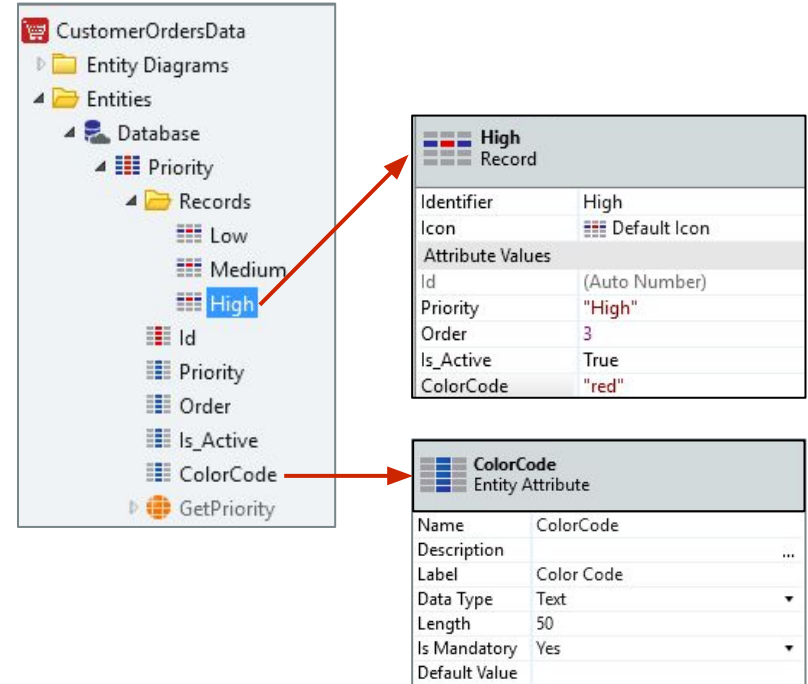 CustomerOrdersData
Entity Diagrams
Entities
Database
Priority
Records
Low
Medium
High
Id
Priority
Order
Is_Active
ColorCode
GetPriority
High
Record
Identifier High
Icon Default Icon
Attribute Values
Id (Auto Number)
Priority "High"
Order 3
Is_Active True
ColorCode "red"
ColorCode
Entity Attribute
Name ColorCode
Description ...
Label Color Code
Data Type Text
Length 50
Is Mandatory Yes
Default Value